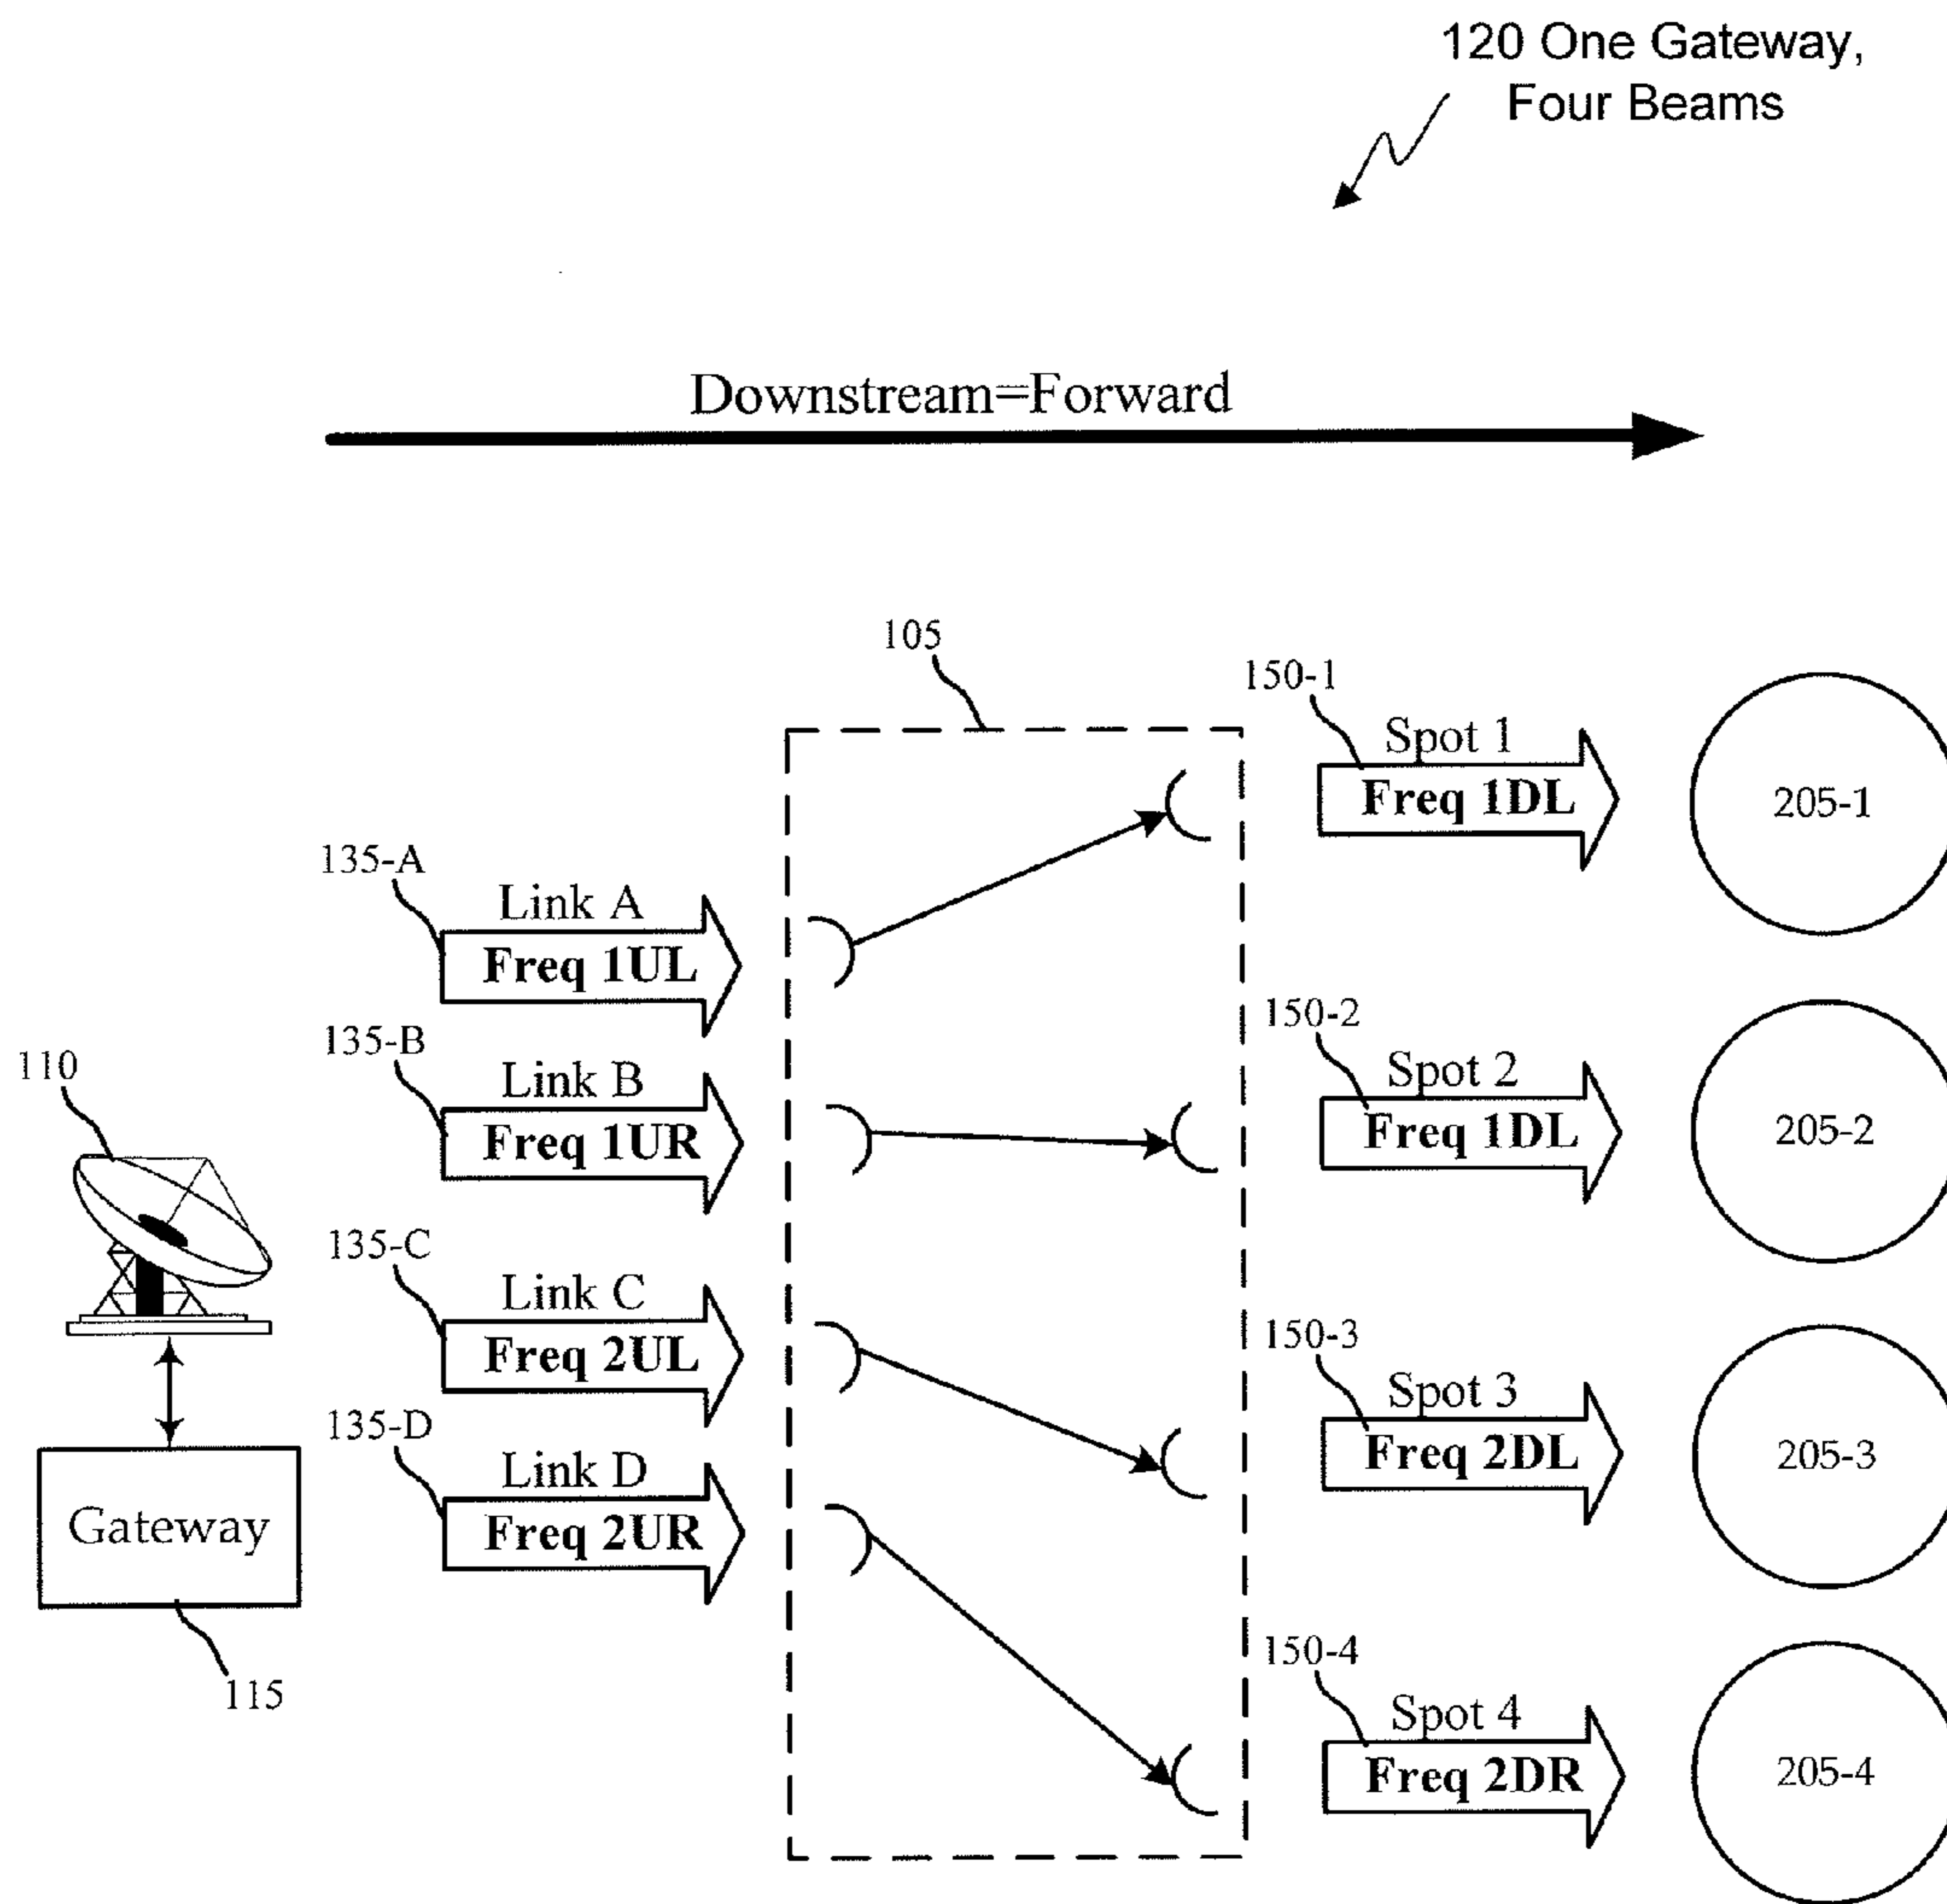 120 One Gateway,
Four Beams
Downstream=Forward
105
150-1
Spot 1
Freq 1DL
205-1
135-A
Link A
Freq 1UL
150-2
Spot 2
Freq 1DL
205-2
135-B
Link B
Freq 1UR
110
135-C
Link C
Freq 2UL
150-3
Spot 3
Freq 2DL
205-3
135-D
Link D
Freq 2UR
Gateway
115
150-4
Spot 4
Freq 2DR
205-4